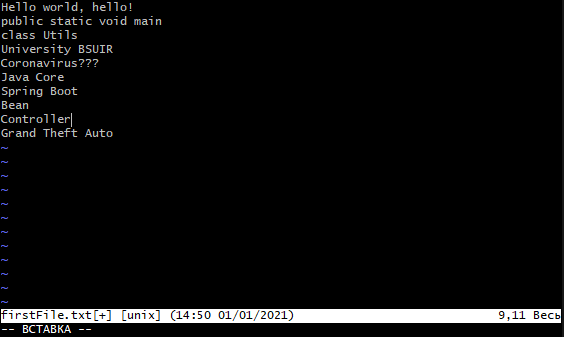 Hello world, hello!
public static void main
class Utils
University BSUIR
Coronavirus???
Java Core
Spring Boot
Bean
Controller
Grand Theft Auto
~
~
~
~
~
~
~
~
~
~
~
~
firstFile.txt[+] [unix] (14:50 01/01/2021) 9,11 Весь
-- ВСТАВКА --